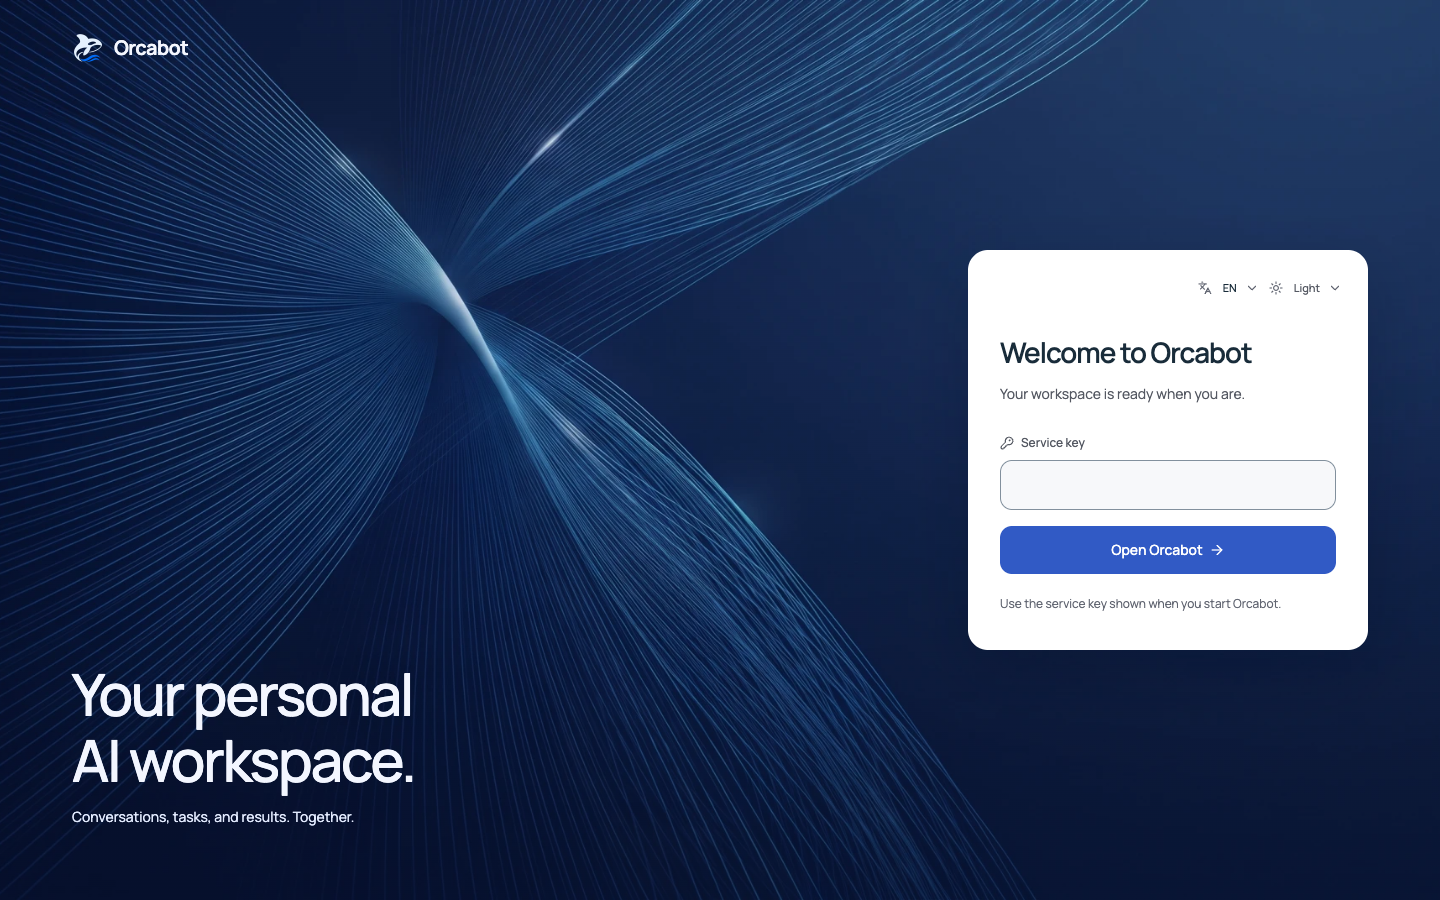 Orcabot
EN
Light
Welcome to Orcabot
Your workspace is ready when you are.
Service key
Open Orcabot
Use the service key shown when you start Orcabot.
Your personal
AI workspace.
Conversations, tasks, and results. Together.